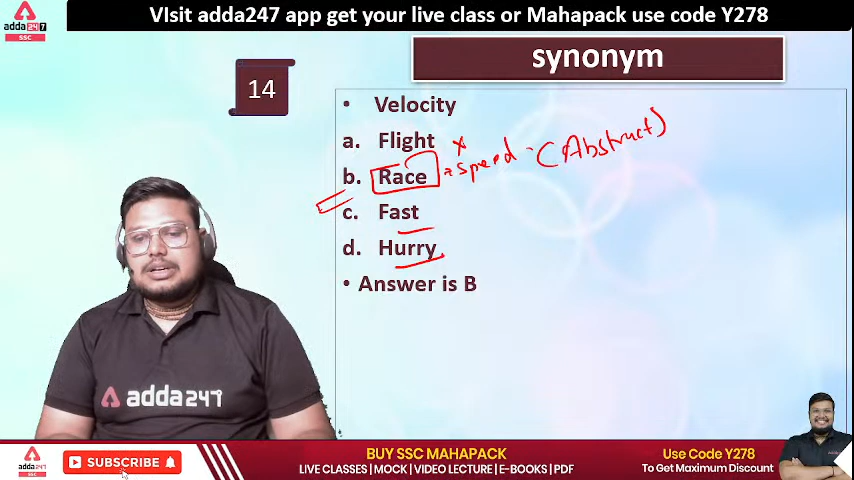 VIsit adda247 app get your live class or Mahapack use code Y278
adda247
SSC
synonym
14
• Velocity
a. Flight x
b. Race = speed - (Abstruct)
c. Fast
d. Hurry
• Answer is B
adda247
adda247
SSC
SUBSCRIBE
BUY SSC MAHAPACK
LIVE CLASSES | MOCK | VIDEO LECTURE | E-BOOKS | PDF
Use Code Y278
To Get Maximum Discount